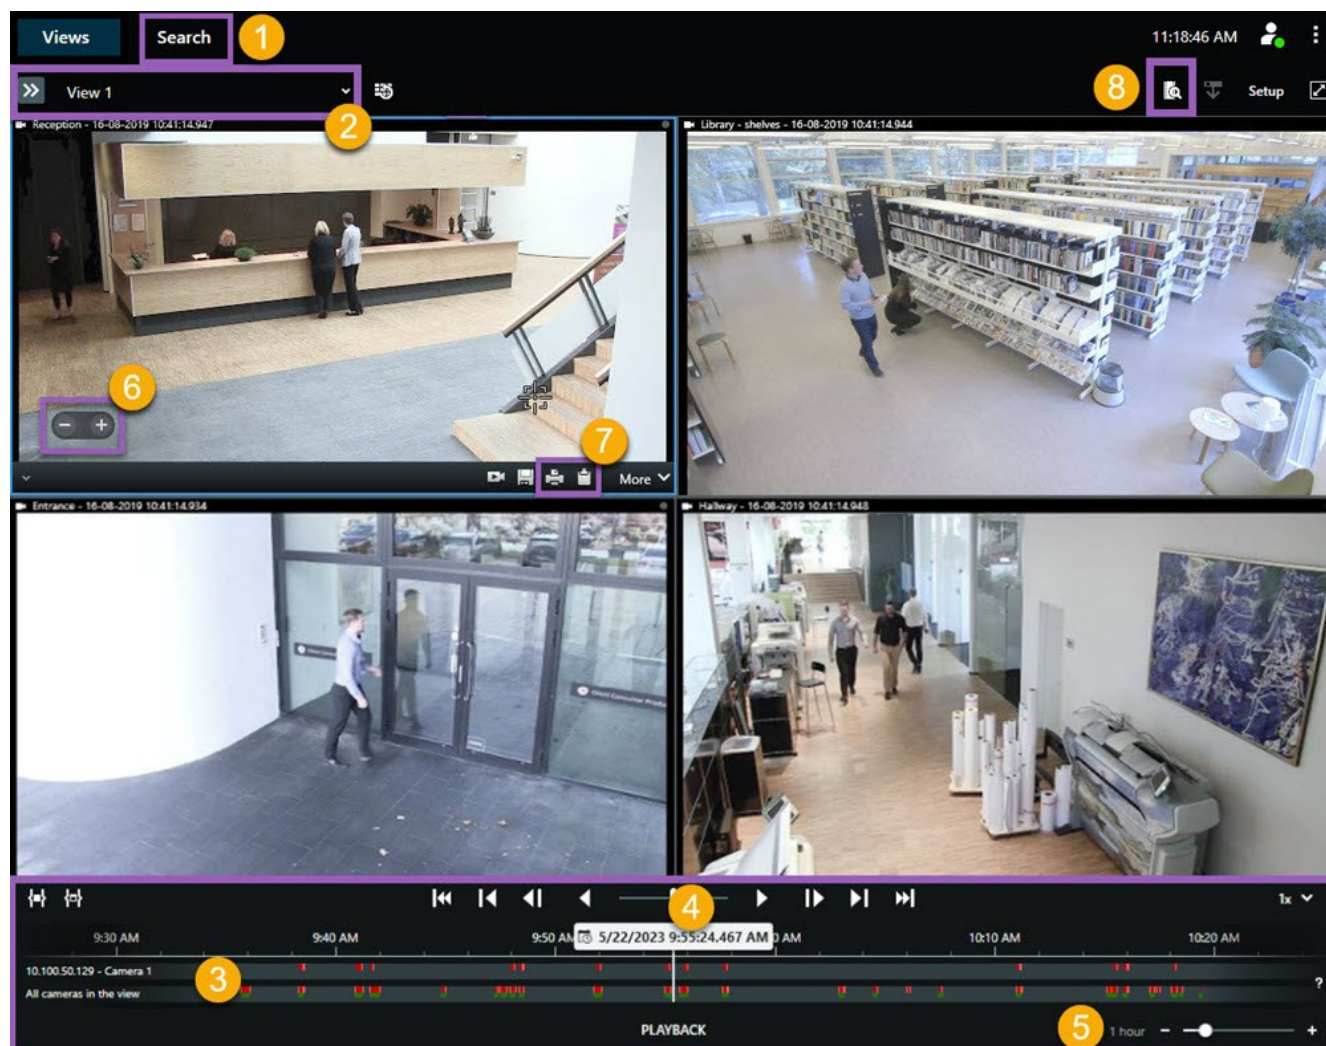 Views
Search
1
11:18:46 AM
View 1
2
8
Setup
Reception - 16-08-2019 10:41:14.947
Library - shelves - 16-08-2019 10:41:14.944
6
7
More
Entrance - 16-08-2019 10:41:14.934
Hallway - 16-08-2019 10:41:14.948
4
1x
9:30 AM
9:40 AM
9:50 AM
5/22/2023 9:55:24.467 AM
0 AM
10:10 AM
10:20 AM
10.100.50.129 - Camera 1
3
All cameras in the view
?
PLAYBACK
5
1 hour